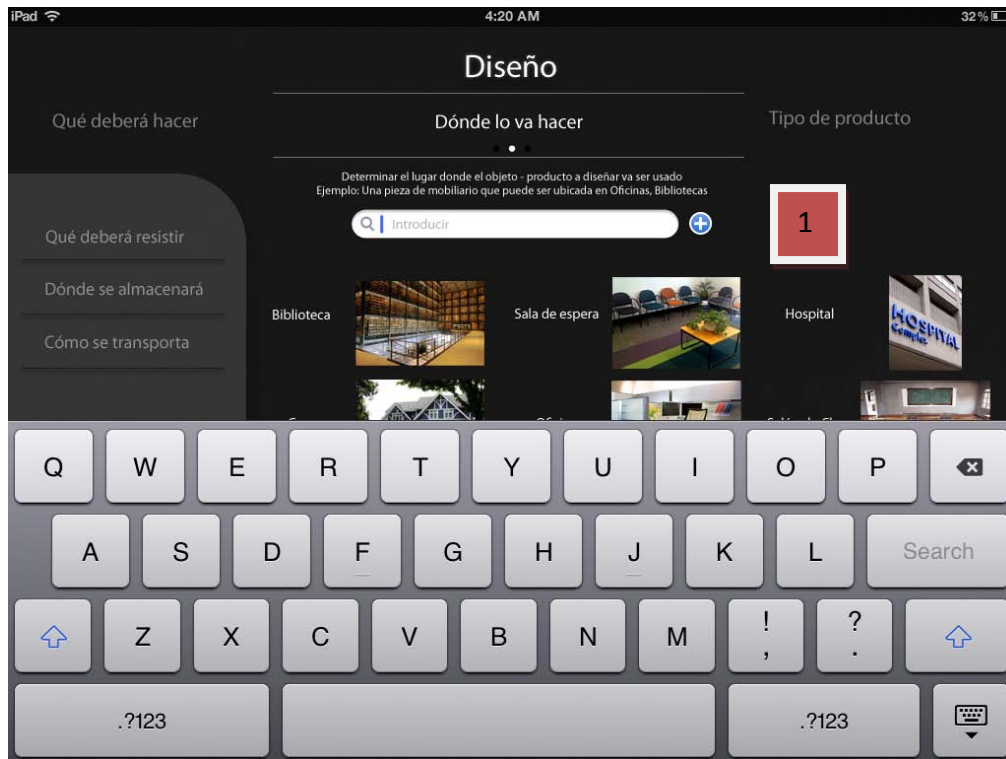 iPad 4:20 AM 32%
Diseño
Qué deberá hacer Dónde lo va hacer Tipo de producto
Determinar el lugar donde el objeto - producto a diseñar va ser usado
Ejemplo: Una pieza de mobiliario que puede ser ubicada en Oficinas, Bibliotecas
Introducir
1
Qué deberá resistir
Dónde se almacenará
Cómo se transporta
Biblioteca Sala de espera Hospital
HOSPITAL
Q W E R T Y U I O P
A S D F G H J K L Search
Z X C V B N M ! , ? .
.?123 .?123